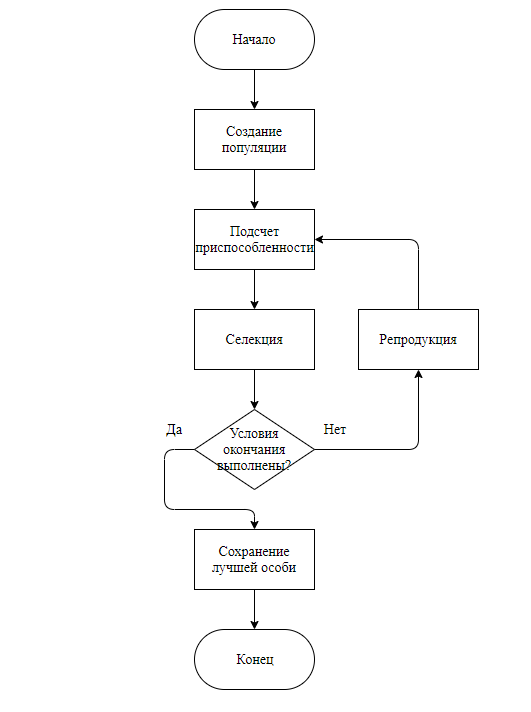 Начало
Создание
популяции
Подсчет
приспособленности
Селекция
Репродукция
Да
Условия
окончания
выполнены?
Нет
Сохранение
лучшей особи
Конец